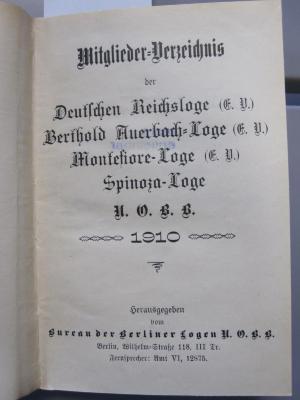 Mitglieder-Verzeichnis
der
Deutschen Reichsloge (E. V.)
Berthold Auerbach-Loge (E. V.)
Montefiore-Loge (E. V.)
Spinoza-Loge
U. O. B. B.
1910
Herausgegeben
vom
Bureau der Berliner Logen U. O. B. B.
Berlin, Wilhelm-Straße 118, III Tr.
Fernsprecher: Amt VI, 12875.